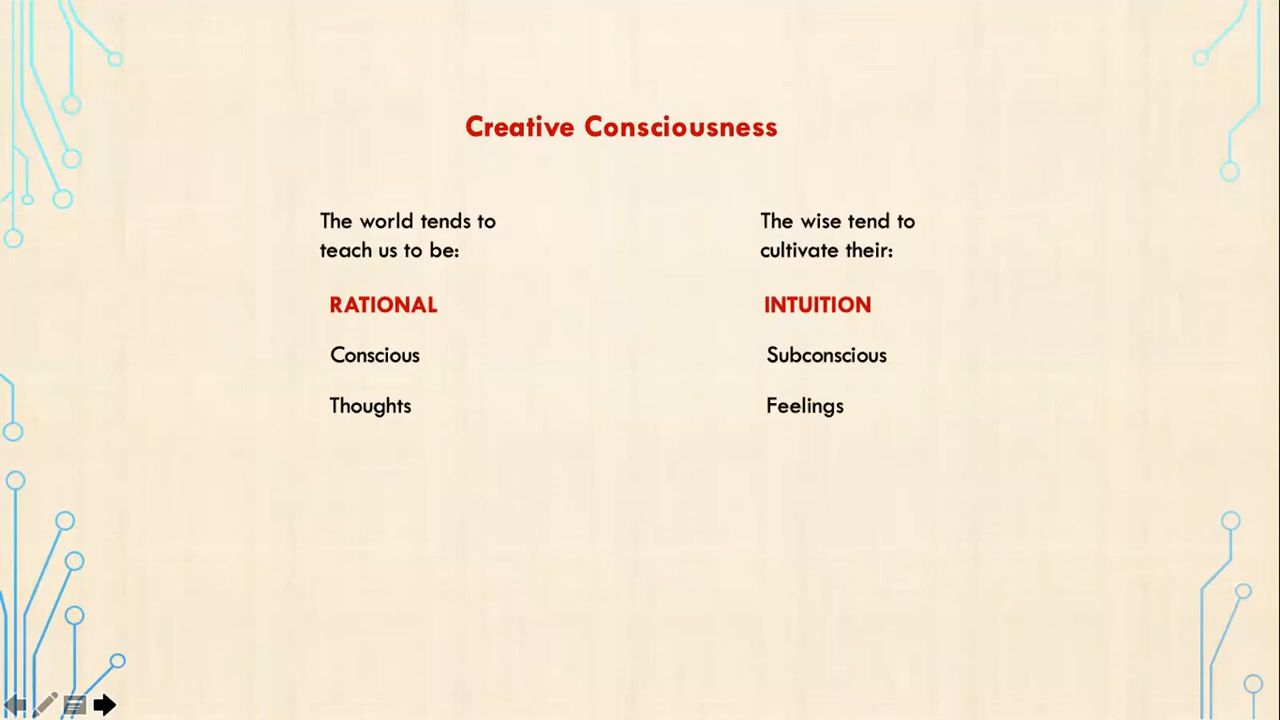 Creative Consciousness
The world tends to
teach us to be:
RATIONAL
Conscious
Thoughts
The wise tend to
cultivate their:
INTUITION
Subconscious
Feelings